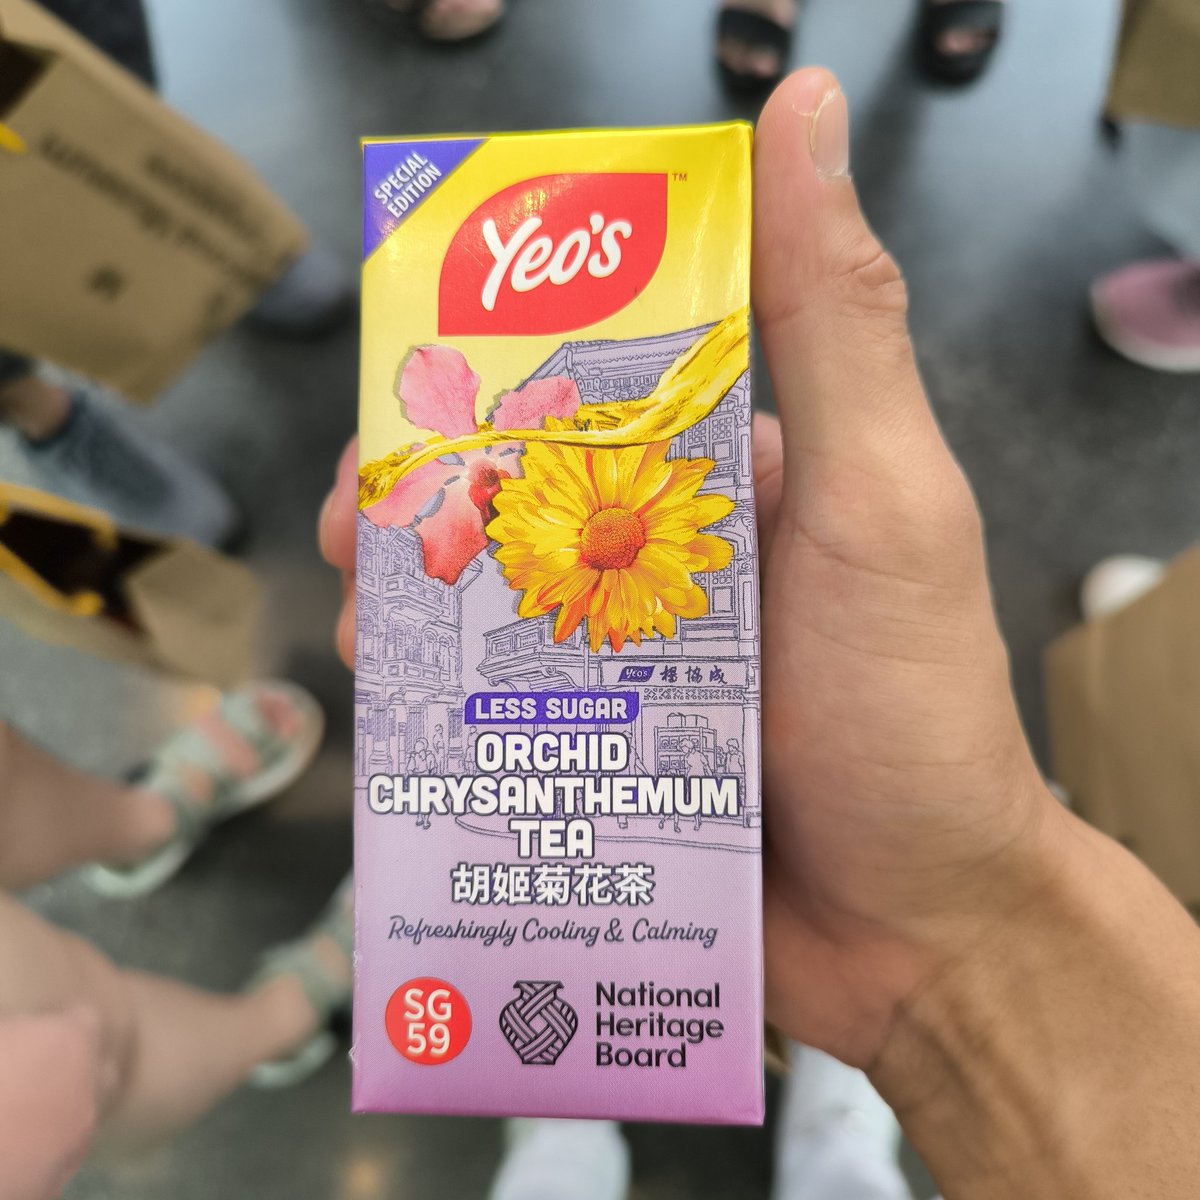 SPECIAL
EDITION
Yeo's
TM
Yeo's 楊協成
LESS SUGAR
ORCHID
CHRYSANTHEMUM
TEA
胡姬菊花茶
Refreshingly Cooling & Calming
SG
59
National
Heritage
Board